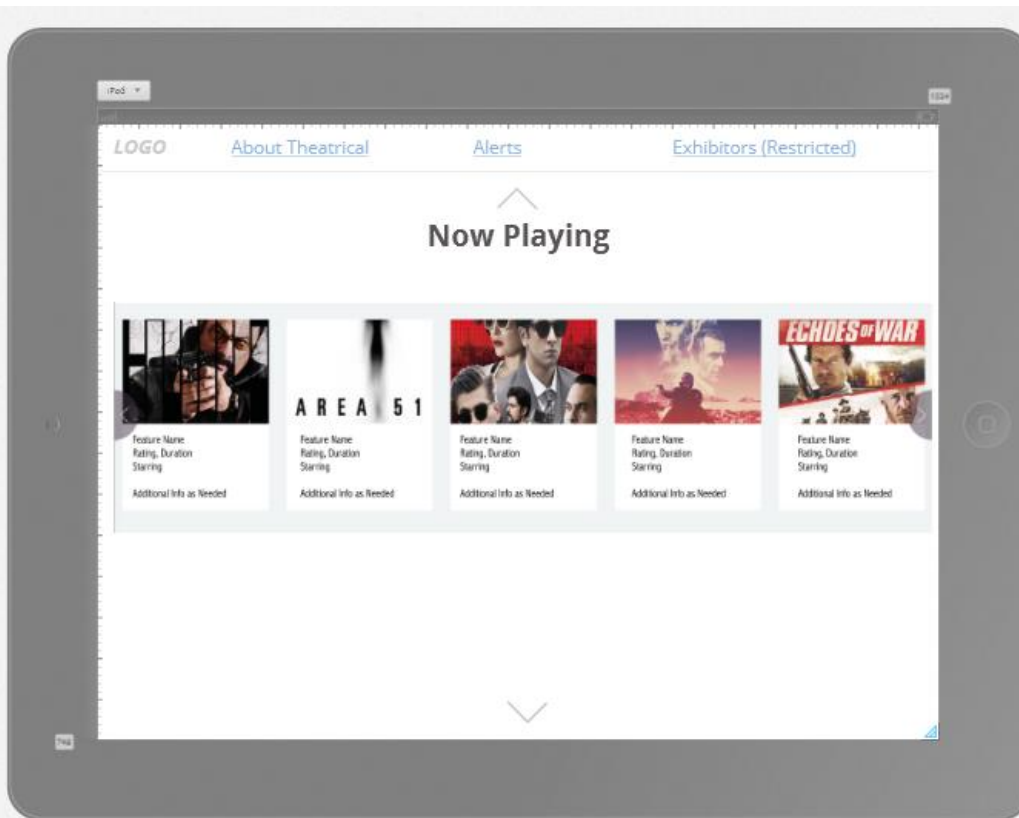 iPad
1024
LOGO About Theatrical Alerts Exhibitors (Restricted)
Now Playing
AREA 51
ECHOES OF WAR
Feature Name
Rating, Duration
Starring
Additional Info as Needed
Feature Name
Rating, Duration
Starring
Additional Info as Needed
Feature Name
Rating, Duration
Starring
Additional Info as Needed
Feature Name
Rating, Duration
Starring
Additional Info as Needed
Feature Name
Rating, Duration
Starring
Additional Info as Needed